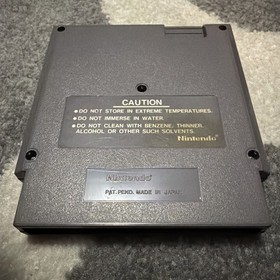 CAUTION
•DO NOT STORE IN EXTREME TEMPERATURES.
•DO NOT IMMERSE IN WATER.
•DO NOT CLEAN WITH BENZENE, THINNER,
ALCOHOL OR OTHER SUCH SOLVENTS.
Nintendo
Nintendo
PAT. PEND. MADE IN JAPAN